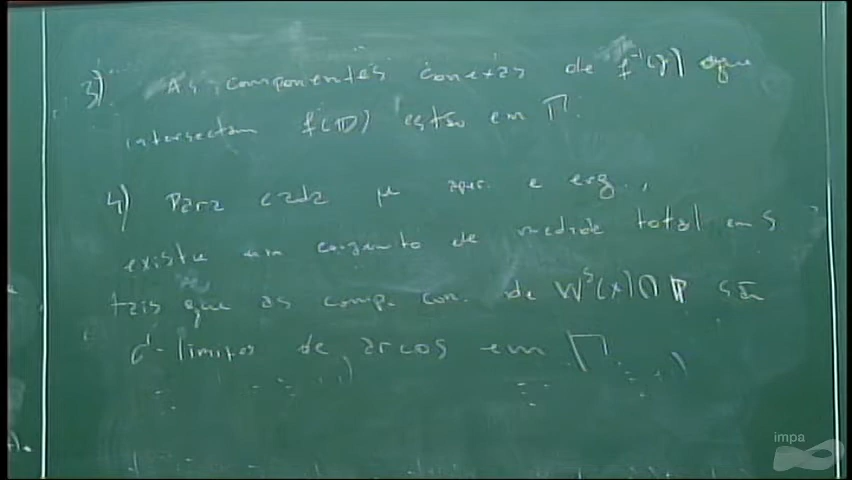 3) As componentes conexas de f⁻¹(γ) que
intersectam f(D) estão em Γ.
4) Para cada μ aper. e erg.,
existe um conjunto de medida total em S
tais que as comp. con. de Wˢ(x)∩D são
C¹-limites de arcos em Γ.
impa